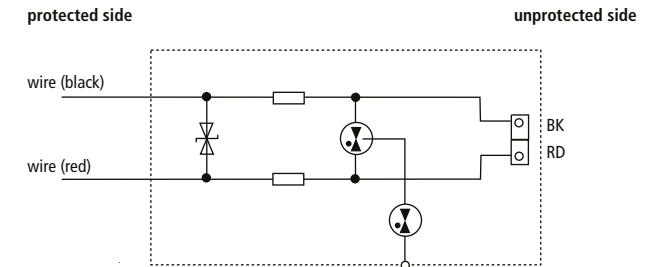 protected side
unprotected side
wire (black)
BK
RD
wire (red)